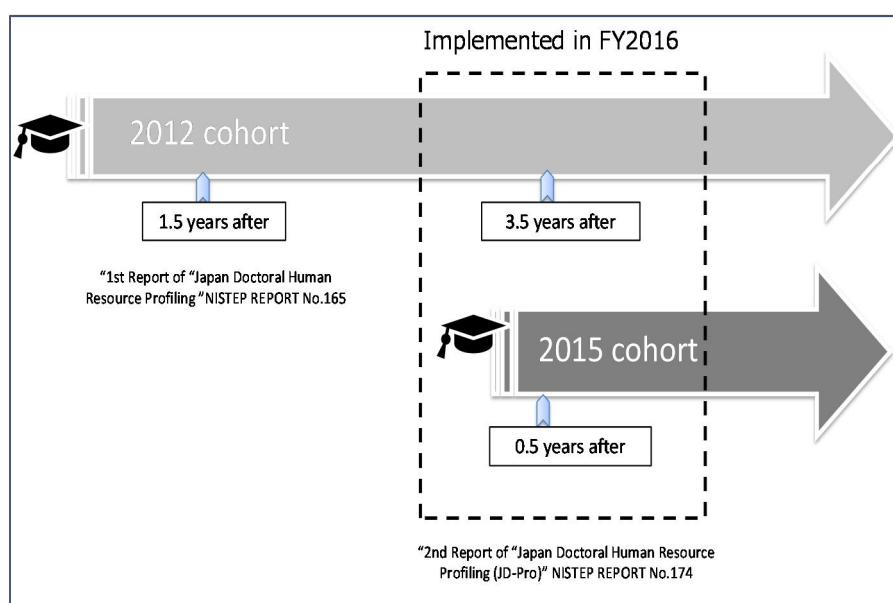 Implemented in FY2016
2012 cohort
1.5 years after
3.5 years after
“1st Report of “Japan Doctoral Human
Resource Profiling ”NISTEP REPORT No.165
2015 cohort
0.5 years after
“2nd Report of “Japan Doctoral Human Resource
Profiling (JD-Pro)” NISTEP REPORT No.174